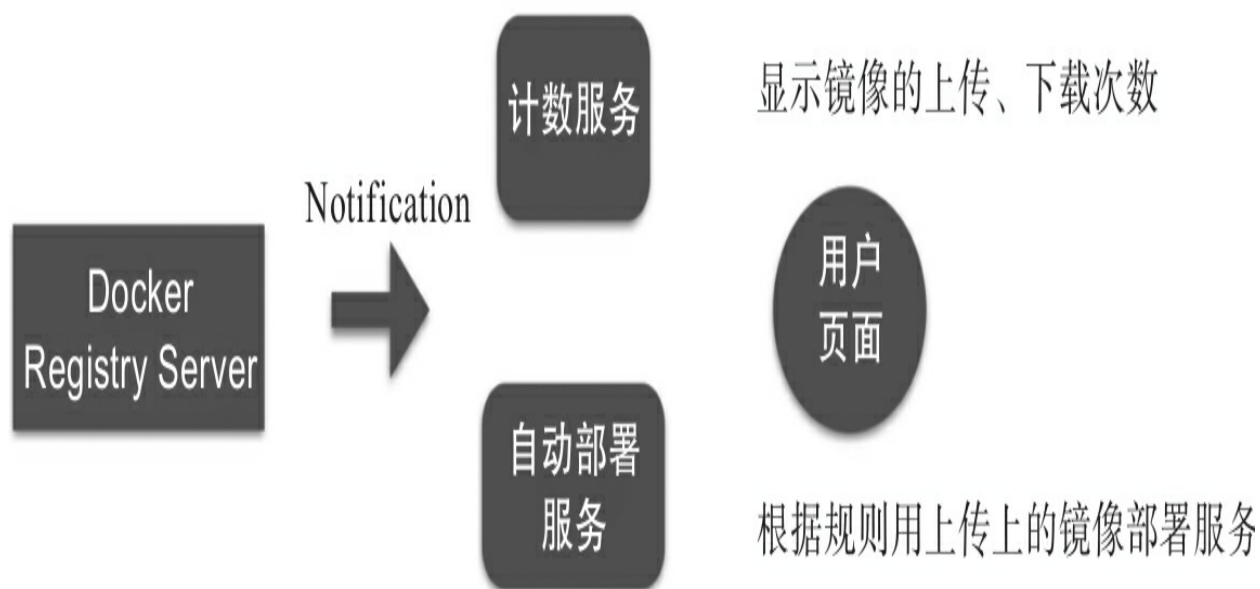 计数服务
显示镜像的上传、下载次数
Notification
Docker
Registry Server
用户
页面
自动部署
服务
根据规则用上传上的镜像部署服务